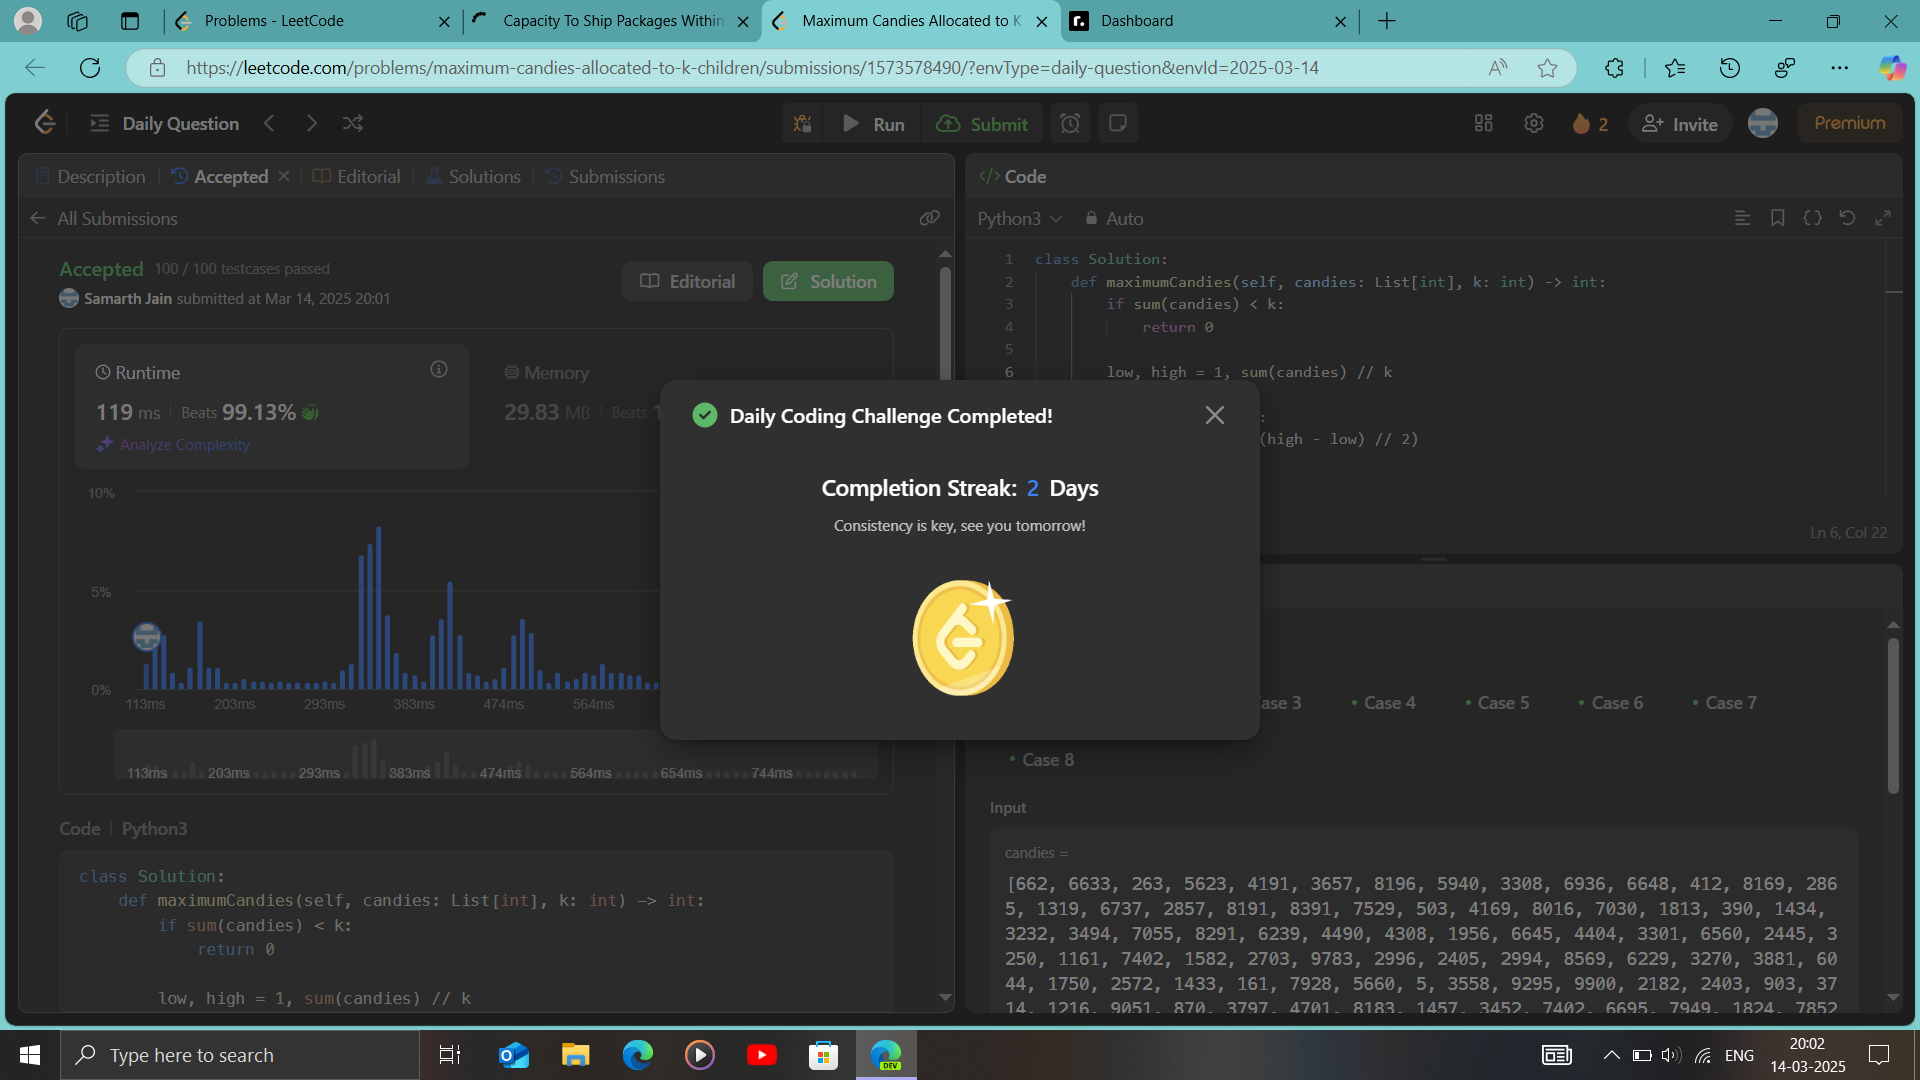 Problems - LeetCode
Capacity To Ship Packages Within
Maximum Candies Allocated to K
Dashboard
https://leetcode.com/problems/maximum-candies-allocated-to-k-children/submissions/1573578490/?envType=daily-question&envId=2025-03-14
Daily Question
Run
Submit
2
Invite
Premium
Description
Accepted
Editorial
Solutions
Submissions
All Submissions
Accepted 100 / 100 testcases passed
Samarth Jain submitted at Mar 14, 2025 20:01
Editorial
Solution
Runtime
119 ms | Beats 99.13%
Analyze Complexity
Memory
29.83 MB | Beats
10%
5%
0%
113ms 203ms 293ms 383ms 474ms 564ms
113ms 203ms 293ms 383ms 474ms 564ms 654ms 744ms
Code | Python3
class Solution:
def maximumCandies(self, candies: List[int], k: int) -> int:
if sum(candies) < k:
return 0
low, high = 1, sum(candies) // k
</> Code
Python3
Auto
1 class Solution:
2 def maximumCandies(self, candies: List[int], k: int) -> int:
3 if sum(candies) < k:
4 return 0
5
6 low, high = 1, sum(candies) // k
:
(high - low) // 2)
Ln 6, Col 22
Daily Coding Challenge Completed!
Completion Streak: 2 Days
Consistency is key, see you tomorrow!
ase 3
Case 4
Case 5
Case 6
Case 7
Case 8
Input
candies =
[662, 6633, 263, 5623, 4191, 3657, 8196, 5940, 3308, 6936, 6648, 412, 8169, 286
5, 1319, 6737, 2857, 8191, 8391, 7529, 503, 4169, 8016, 7030, 1813, 390, 1434,
3232, 3494, 7055, 8291, 6239, 4490, 4308, 1956, 6645, 4404, 3301, 6560, 2445, 3
250, 1161, 7402, 1582, 2703, 9783, 2996, 2405, 2994, 8569, 6229, 3270, 3881, 60
44, 1750, 2572, 1433, 161, 7928, 5660, 5, 3558, 9295, 9900, 2182, 2403, 903, 37
14, 1216, 9051, 870, 3797, 4701, 8183, 1457, 3452, 7402, 6695, 7949, 1824, 7852
Type here to search
DEV
ENG
20:02
14-03-2025